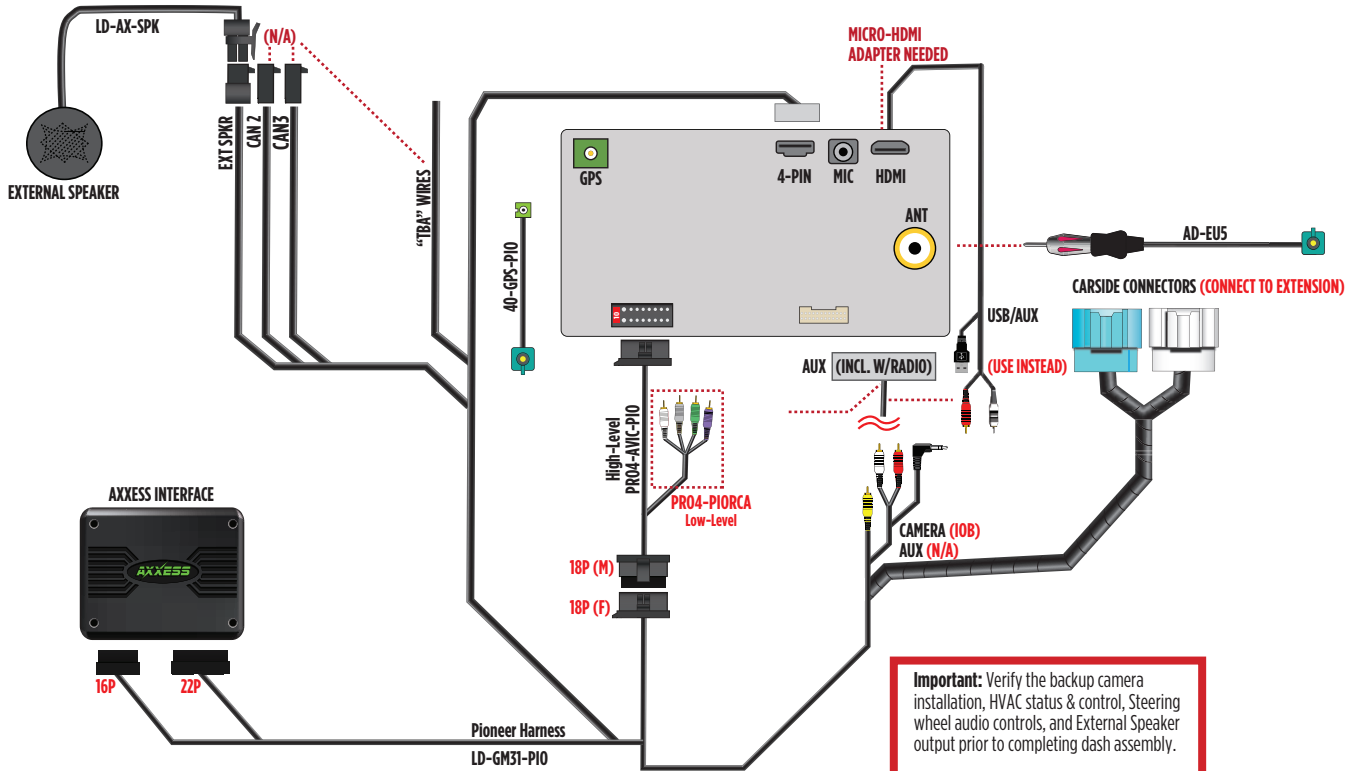 LD-AX-SPK
(N/A)
EXTERNAL SPEAKER
EXT SPKR
CAN 2
CAN3
"TBA" WIRES
MICRO-HDMI
ADAPTER NEEDED
GPS
4-PIN
MIC
HDMI
ANT
40-GPS-PIO
10
AD-EU5
CARSIDE CONNECTORS (CONNECT TO EXTENSION)
USB/AUX
AUX (INCL. W/RADIO)
(USE INSTEAD)
High-Level
PR04-AVIC-PIO
PR04-PIORCA
Low-Level
CAMERA (IOB)
AUX (N/A)
18P (M)
18P (F)
AXXESS INTERFACE
AXXESS
16P
22P
Pioneer Harness
LD-GM31-PIO
Important: Verify the backup camera
installation, HVAC status & control, Steering
wheel audio controls, and External Speaker
output prior to completing dash assembly.